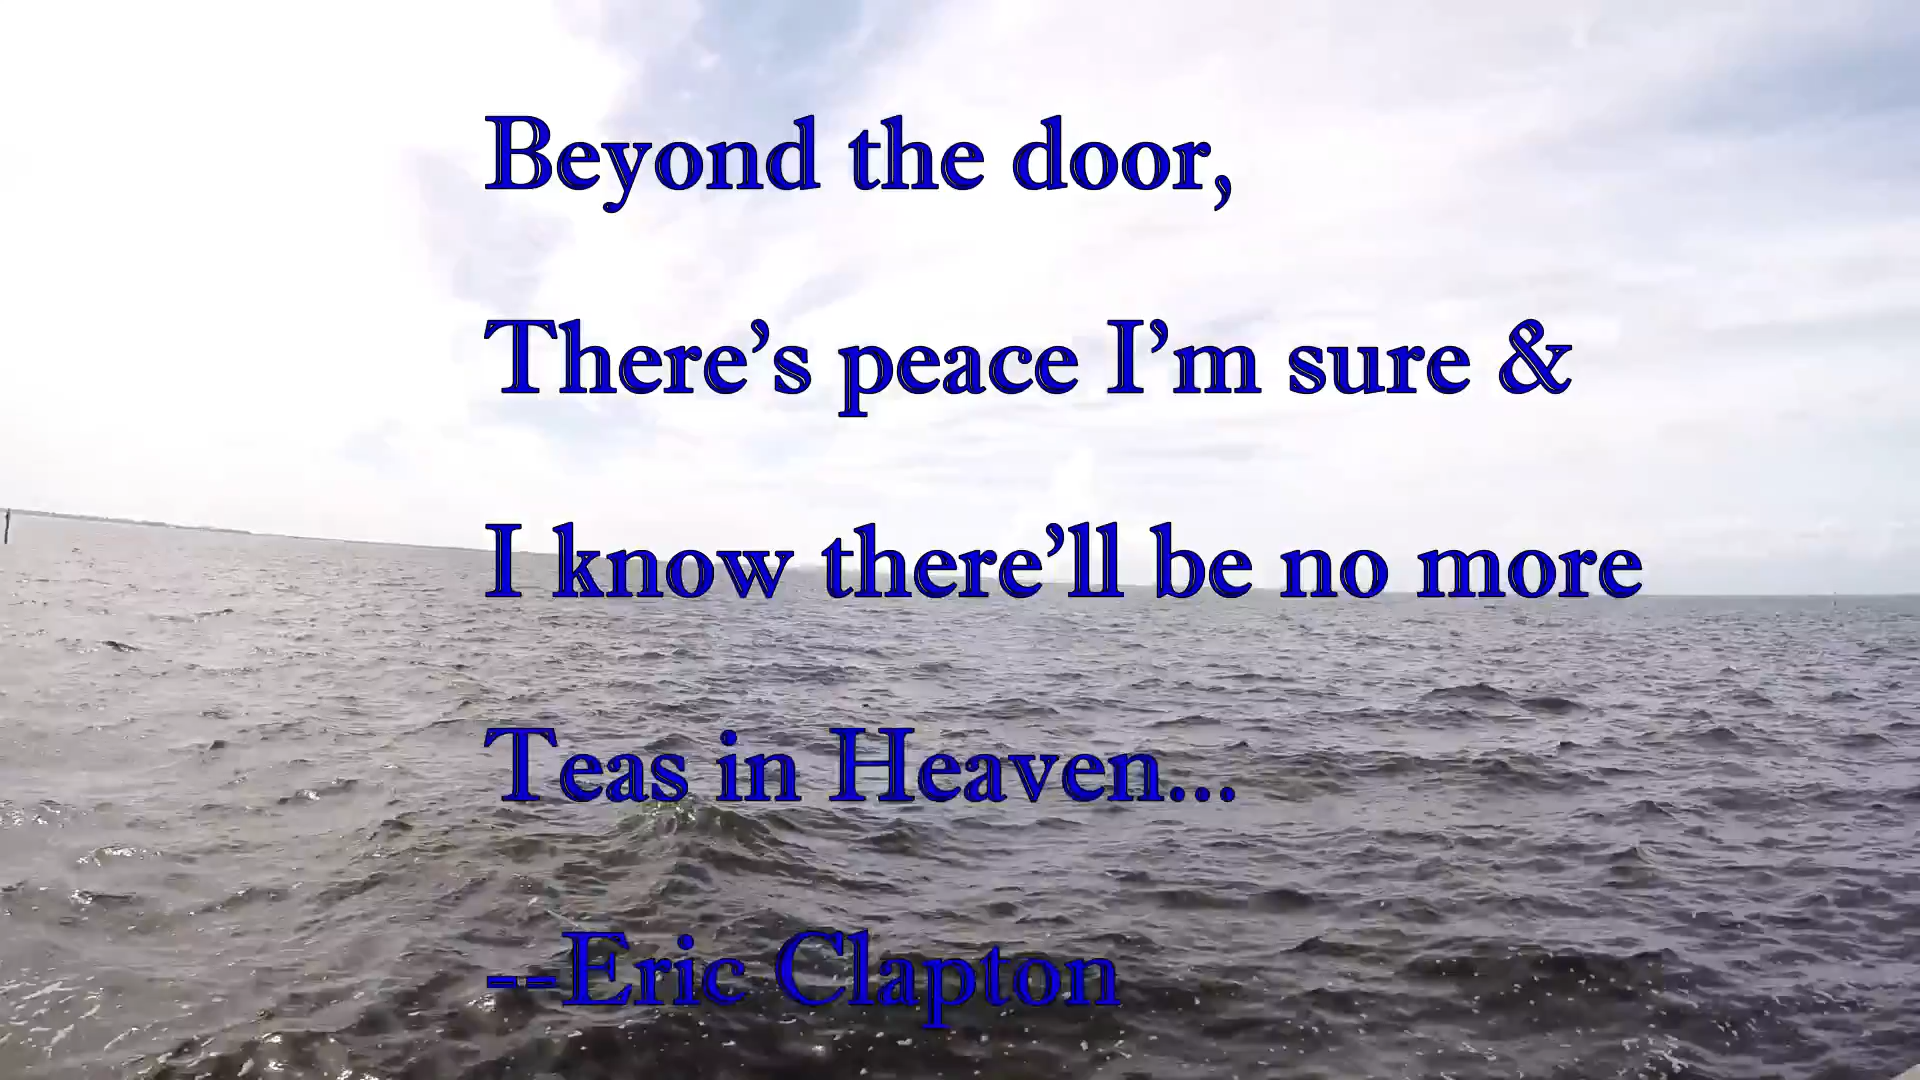 Beyond the door,
There’s peace I’m sure &
I know there’ll be no more
Teas in Heaven...
--Eric Clapton